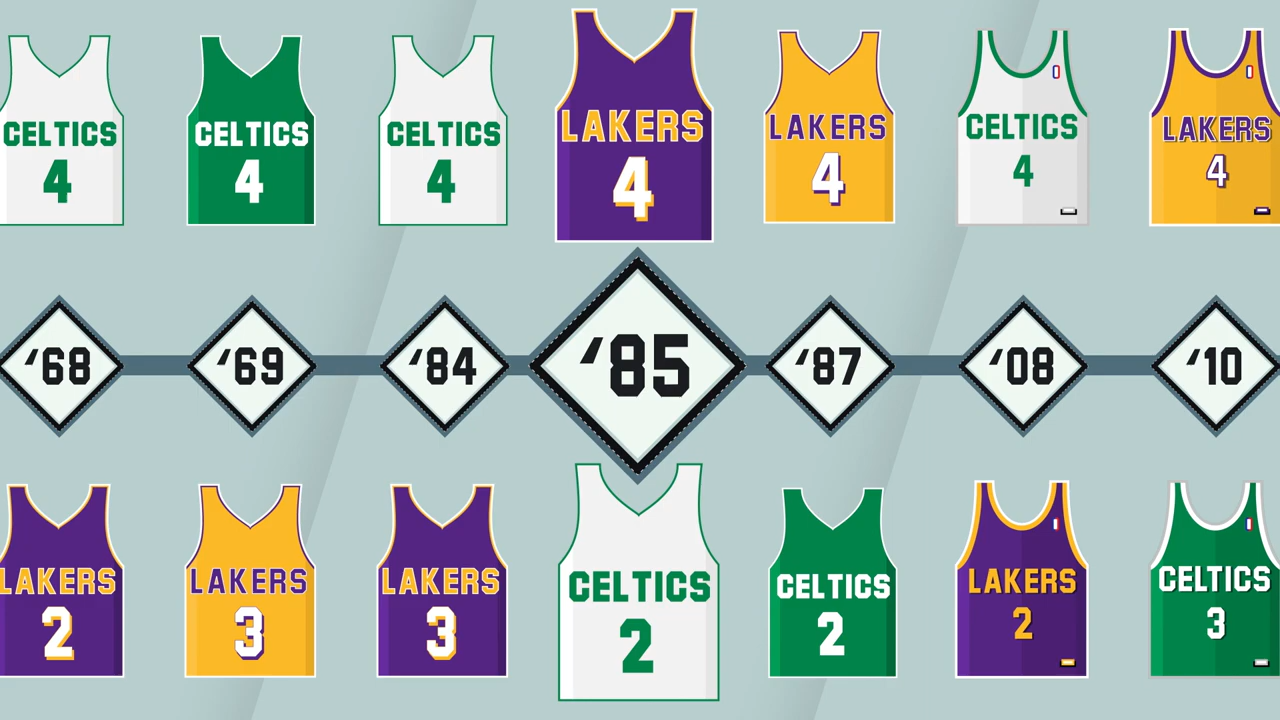 CELTICS CELTICS CELTICS LAKERS LAKERS CELTICS LAKERS
4 4 4 4 4 4 4
‘68 ‘69 ‘84 ‘85 ‘87 ‘08 ‘10
LAKERS LAKERS LAKERS CELTICS CELTICS LAKERS CELTICS
2 3 3 2 2 2 3